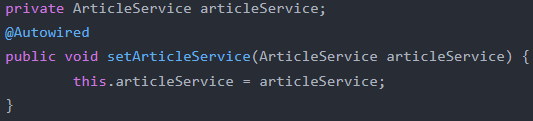 private ArticleService articleService;
@Autowired
public void setArticleService(ArticleService articleService) {
        this.articleService = articleService;
}